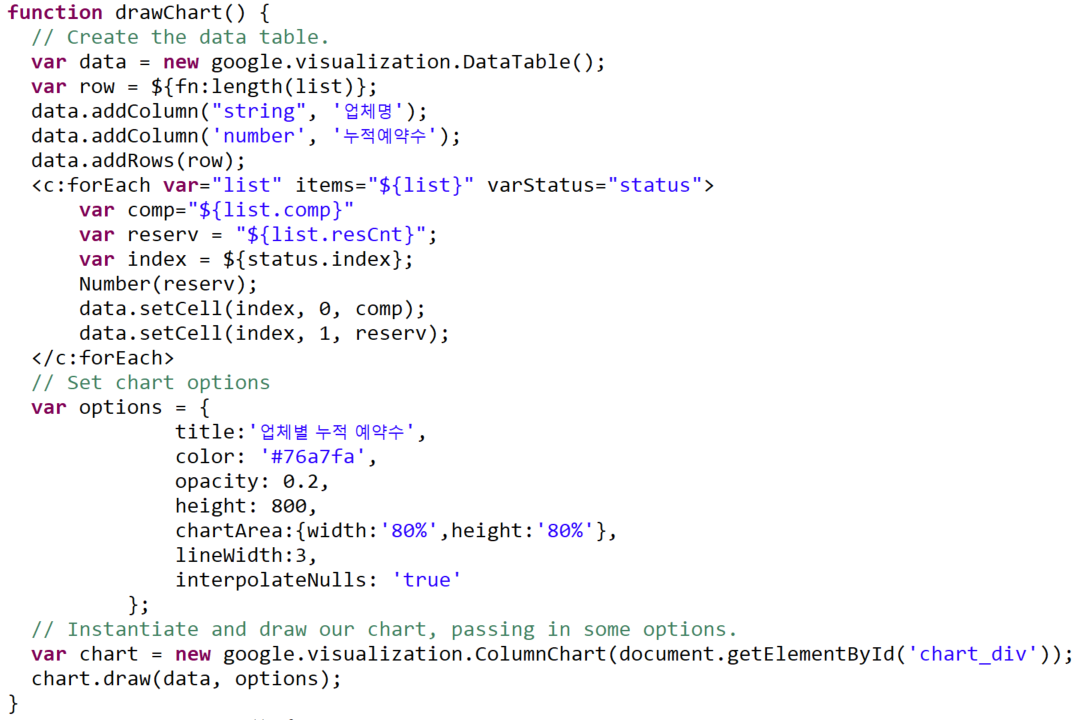 function drawChart() {
// Create the data table.
var data = new google.visualization.DataTable();
var row = ${fn:length(list)};
data.addColumn("string", '업체명');
data.addColumn('number', '누적예약수');
data.addRows(row);
<c:forEach var="list" items="${list}" varStatus="status">
var comp="${list.comp}"
var reserv = "${list.resCnt}";
var index = ${status.index};
Number(reserv);
data.setCell(index, 0, comp);
data.setCell(index, 1, reserv);
</c:forEach>
// Set chart options
var options = {
title:'업체별 누적 예약수',
color: '#76a7fa',
opacity: 0.2,
height: 800,
chartArea:{width:'80%',height:'80%'},
lineWidth:3,
interpolateNulls: 'true'
};
// Instantiate and draw our chart, passing in some options.
var chart = new google.visualization.ColumnChart(document.getElementById('chart_div'));
chart.draw(data, options);
}